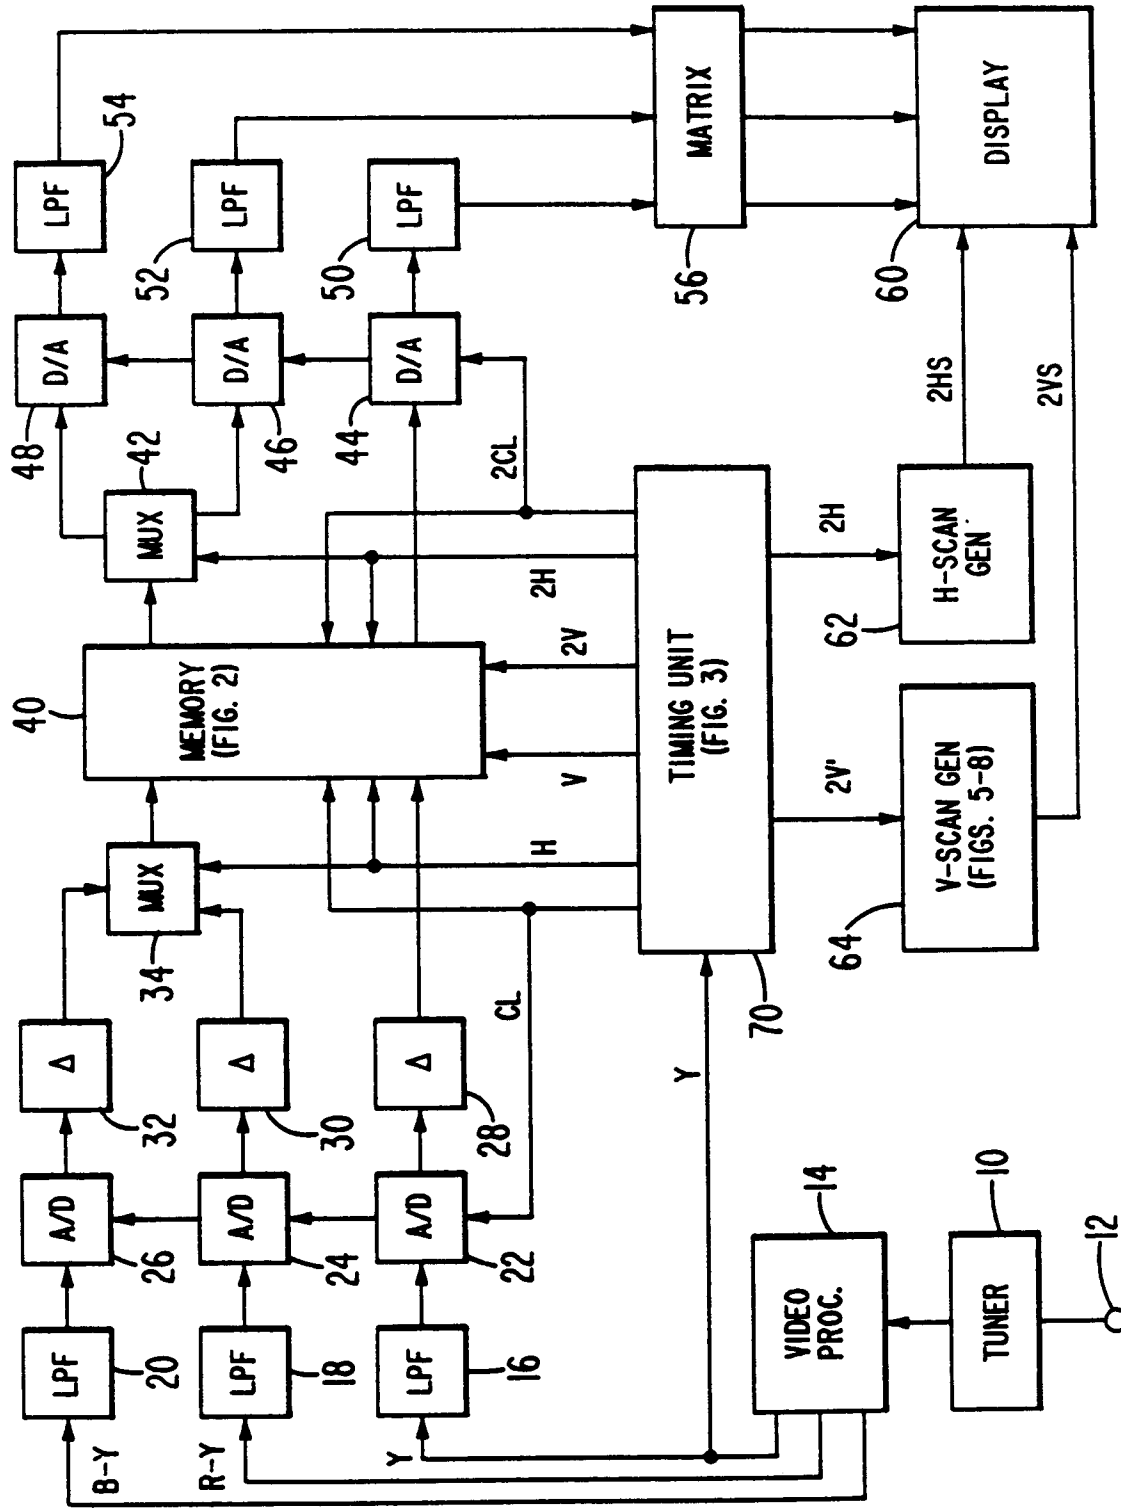 B-Y
LPF
20
A/D
26
Δ
32
MUX
34
MEMORY
(FIG. 2)
40
MUX
42
D/A
48
LPF
54
R-Y
LPF
18
A/D
24
Δ
30
D/A
46
LPF
52
Y
LPF
16
A/D
22
Δ
28
D/A
44
LPF
50
CL
H
V
2V
2H
2CL
Y
TIMING UNIT
(FIG. 3)
70
MATRIX
56
VIDEO
PROC.
14
TUNER
10
12
2V'
2H
V-SCAN GEN
(FIGS. 5-8)
64
H-SCAN
GEN
62
2HS
2VS
DISPLAY
60